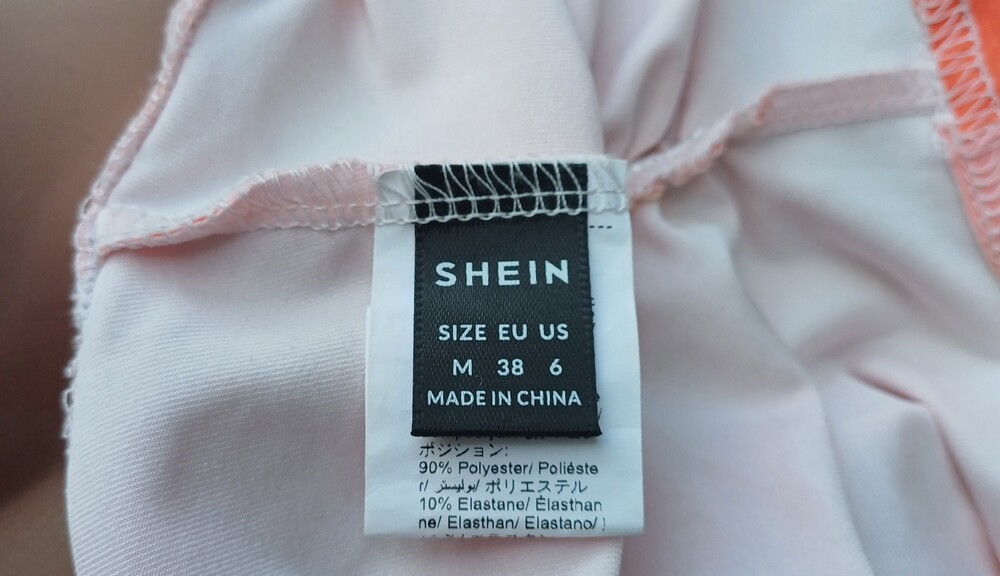 SHEIN
SIZE EU US
M 38 6
MADE IN CHINA
ポジション:
90% Polyester/ Polièste
r/ بوليستر/ ポリエステル
10% Elastane/ Élasthan
ne/ Elasthan/ Elastano/